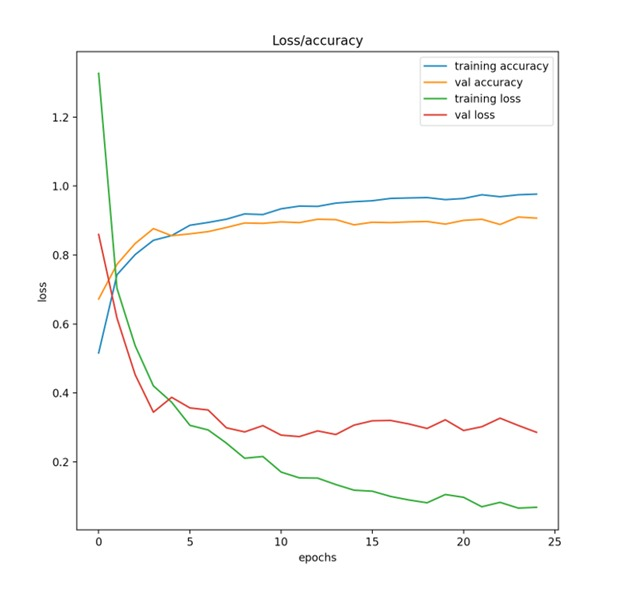 Loss/accuracy
training accuracy
val accuracy
training loss
val loss
1.2
1.0
0.8
0.6
0.4
0.2
loss
0 5 10 15 20 25
epochs